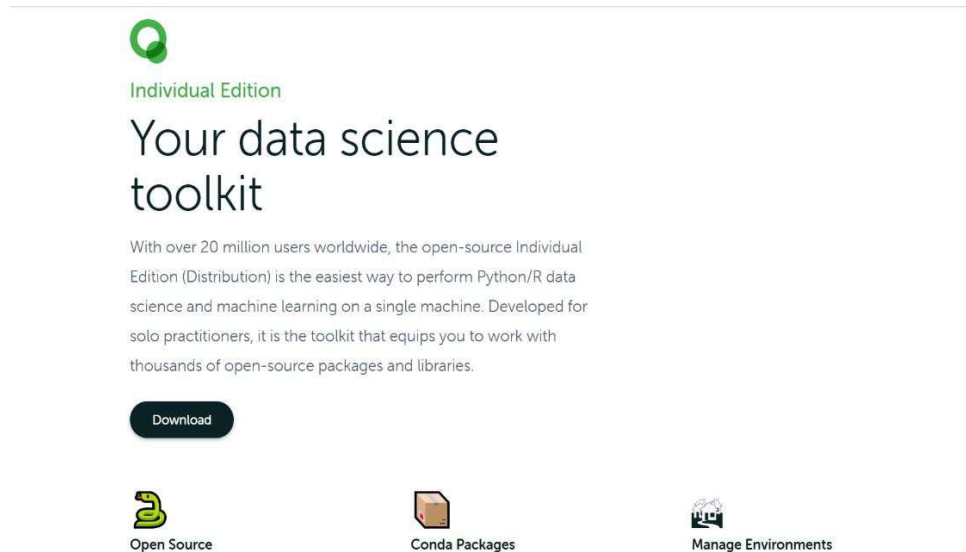 Individual Edition
Your data science
toolkit
With over 20 million users worldwide, the open-source Individual
Edition (Distribution) is the easiest way to perform Python/R data
science and machine learning on a single machine. Developed for
solo practitioners, it is the toolkit that equips you to work with
thousands of open-source packages and libraries.
Download
Open Source
Conda Packages
Manage Environments